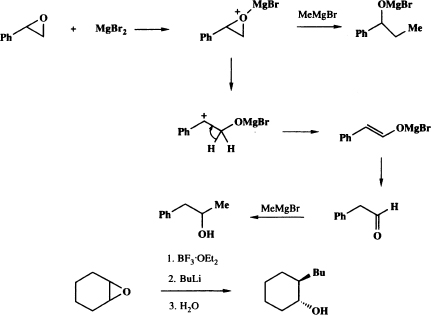 O
Ph
+ MgBr2
+ O MgBr
Ph
MeMgBr
OMgBr
Ph
Me
+
Ph
OMgBr
H H
Ph
OMgBr
Ph
Me
OH
MeMgBr
Ph
H
O
O
1. BF3·OEt2
2. BuLi
3. H2O
Bu
OH